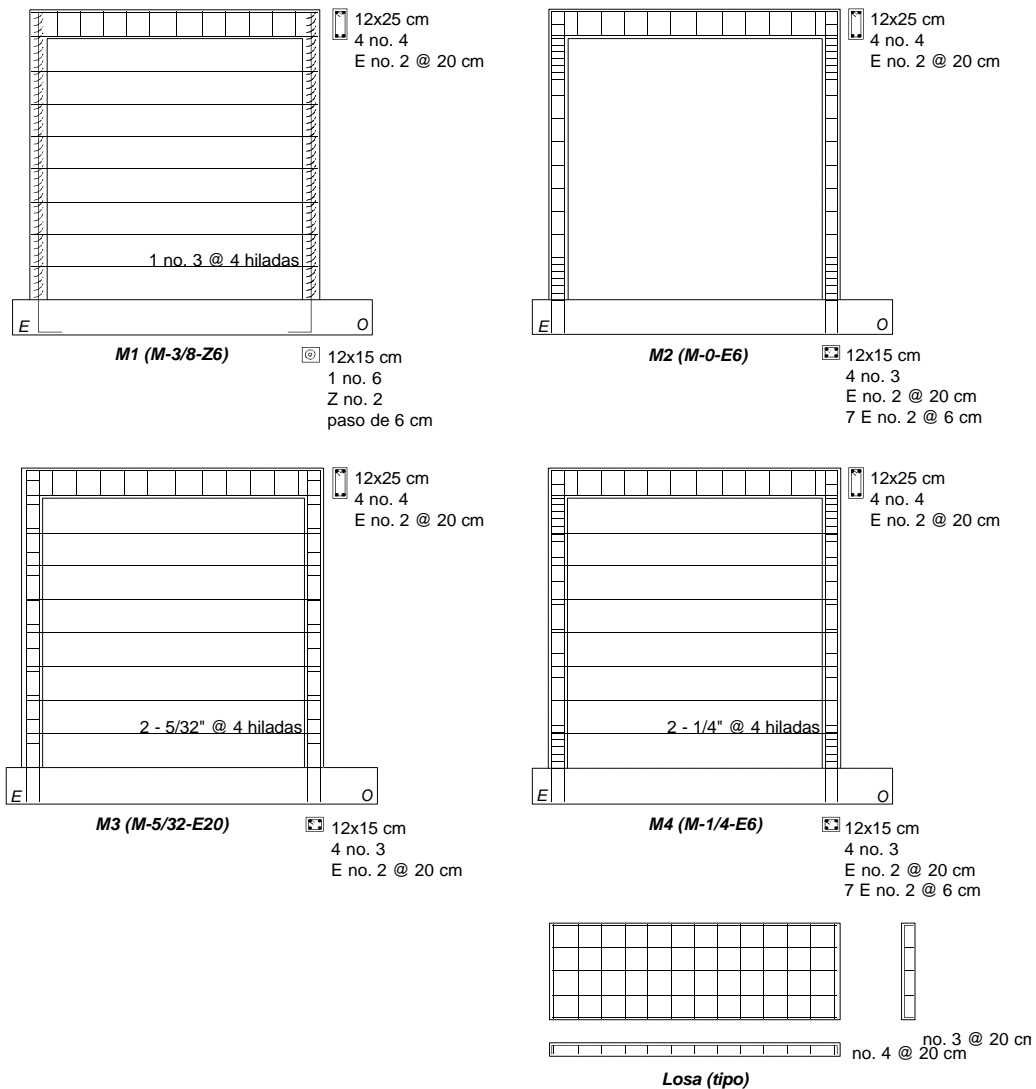 12x25 cm
4 no. 4
E no. 2 @ 20 cm
1 no. 3 @ 4 hiladas
E
O
M1 (M-3/8-Z6)
12x15 cm
1 no. 6
Z no. 2
paso de 6 cm
12x25 cm
4 no. 4
E no. 2 @ 20 cm
E
O
M2 (M-0-E6)
12x15 cm
4 no. 3
E no. 2 @ 20 cm
7 E no. 2 @ 6 cm
12x25 cm
4 no. 4
E no. 2 @ 20 cm
2 - 5/32" @ 4 hiladas
E
O
M3 (M-5/32-E20)
12x15 cm
4 no. 3
E no. 2 @ 20 cm
12x25 cm
4 no. 4
E no. 2 @ 20 cm
2 - 1/4" @ 4 hiladas
E
O
M4 (M-1/4-E6)
12x15 cm
4 no. 3
E no. 2 @ 20 cm
7 E no. 2 @ 6 cm
no. 3 @ 20 cm
no. 4 @ 20 cm
Losa (tipo)